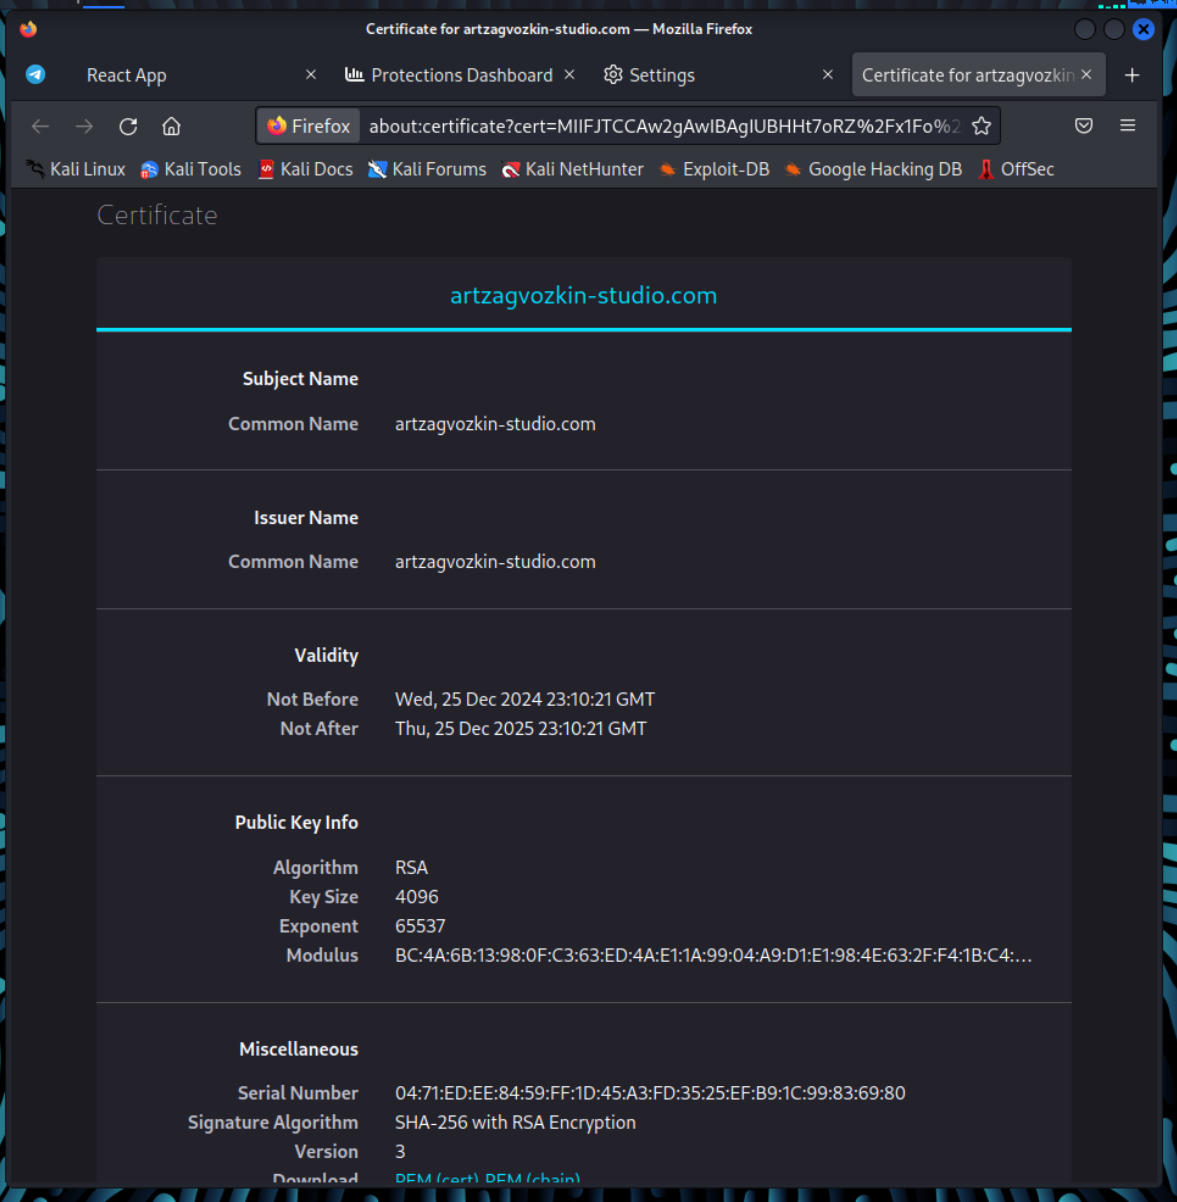 Certificate for artzagvozkin-studio.com — Mozilla Firefox
React App
Protections Dashboard
Settings
Certificate for artzagvozkin
Firefox
about:certificate?cert=MIIFJTCCAw2gAwIBAgIUBHHt7oRZ%2Fx1Fo%2
Kali Linux
Kali Tools
Kali Docs
Kali Forums
Kali NetHunter
Exploit-DB
Google Hacking DB
OffSec
Certificate
artzagvozkin-studio.com
Subject Name
Common Name artzagvozkin-studio.com
Issuer Name
Common Name artzagvozkin-studio.com
Validity
Not Before Wed, 25 Dec 2024 23:10:21 GMT
Not After Thu, 25 Dec 2025 23:10:21 GMT
Public Key Info
Algorithm RSA
Key Size 4096
Exponent 65537
Modulus BC:4A:6B:13:98:0F:C3:63:ED:4A:E1:1A:99:04:A9:D1:E1:98:4E:63:2F:F4:1B:C4:…
Miscellaneous
Serial Number 04:71:ED:EE:84:59:FF:1D:45:A3:FD:35:25:EF:B9:1C:99:83:69:80
Signature Algorithm SHA-256 with RSA Encryption
Version 3
Download PEM (cert) PEM (chain)